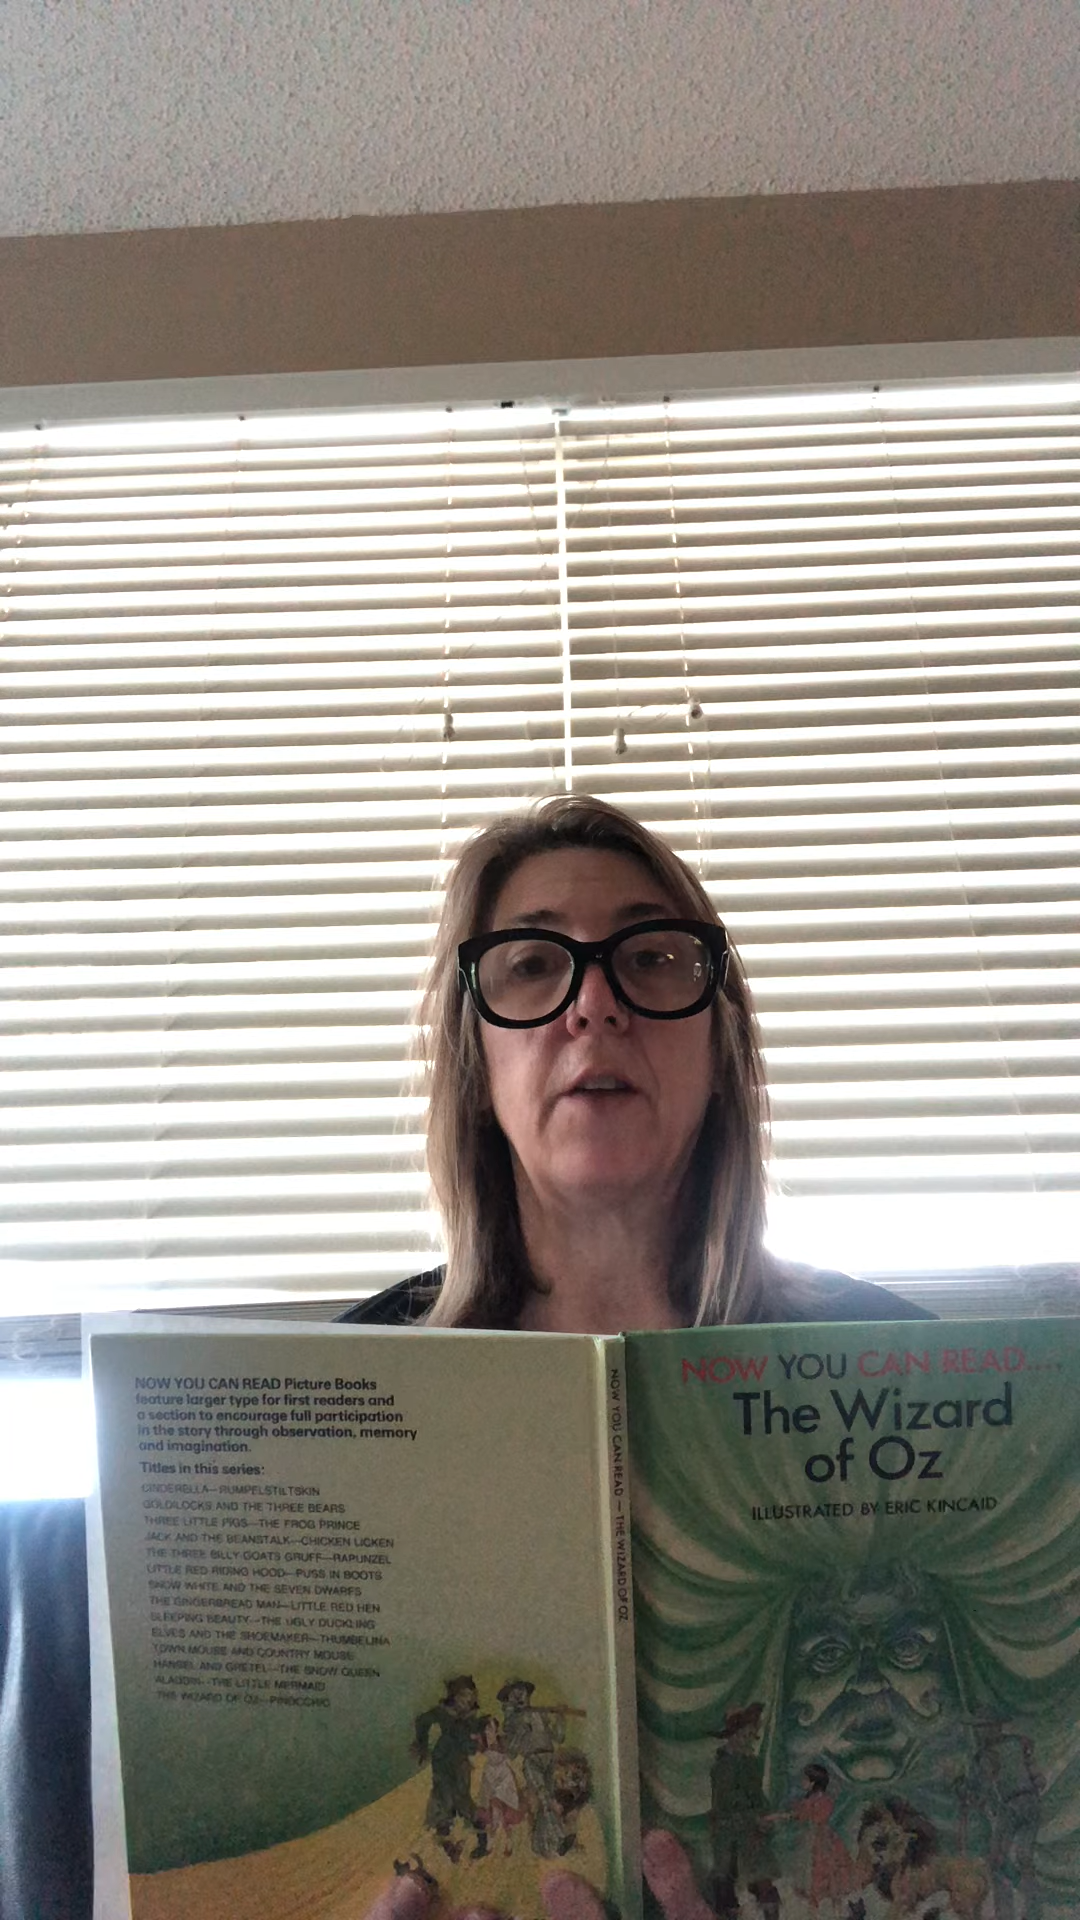 NOW YOU CAN READ Picture Books
feature larger type for first readers and
a section to encourage full participation
in the story through observation, memory
and imagination.
Titles in this series:
CINDERELLA—RUMPELSTILTSKIN
GOLDILOCKS AND THE THREE BEARS
THREE LITTLE PIGS—THE FROG PRINCE
JACK AND THE BEANSTALK—CHICKEN LICKEN
THE THREE BILLY GOATS GRUFF—RAPUNZEL
LITTLE RED RIDING HOOD—PUSS IN BOOTS
SNOW WHITE AND THE SEVEN DWARFS
THE GINGERBREAD MAN—LITTLE RED HEN
SLEEPING BEAUTY—THE UGLY DUCKLING
ELVES AND THE SHOEMAKER—THUMBELINA
TOWN MOUSE AND COUNTRY MOUSE
HANSEL AND GRETEL—THE SNOW QUEEN
ALADDIN—THE LITTLE MERMAID
THE WIZARD OF OZ—PINOCCHIO
NOW YOU CAN READ — THE WIZARD OF OZ
NOW YOU CAN READ....
The Wizard
of Oz
ILLUSTRATED BY ERIC KINCAID